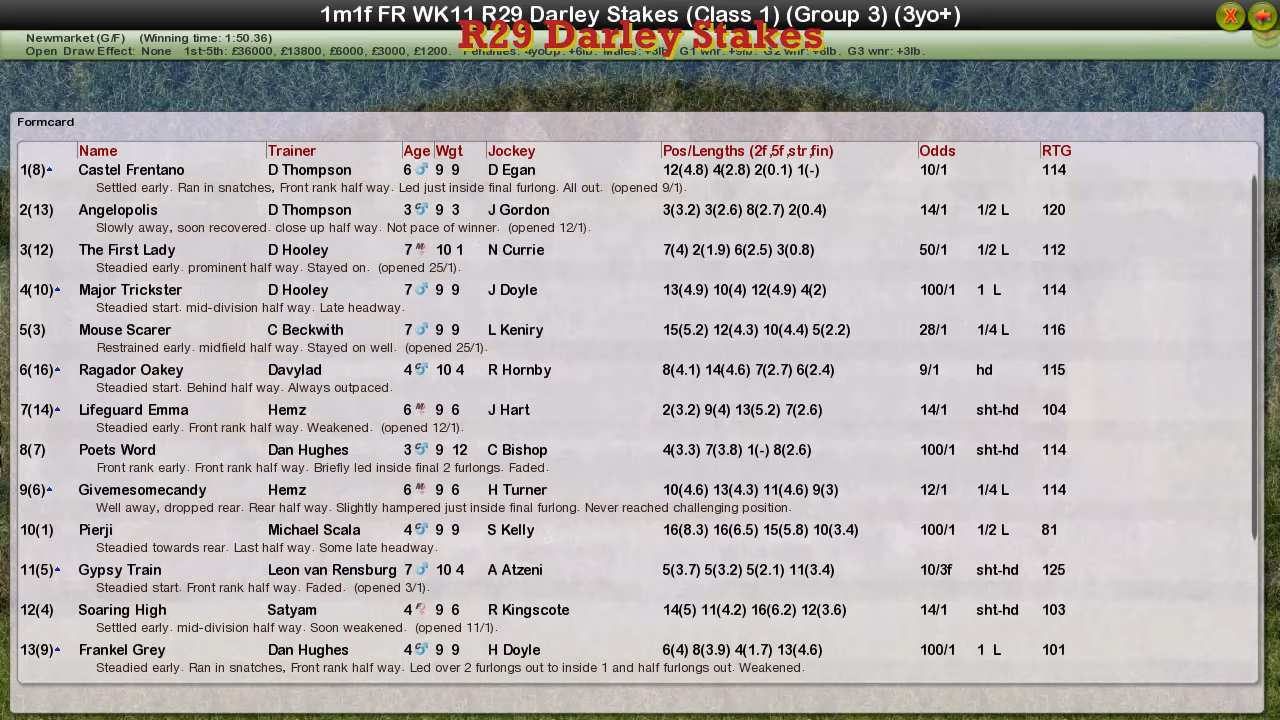 1m1f FR WK11 R29 Darley Stakes (Class 1) (Group 3) (3yo+)
R29 Darley Stakes
Newmarket (G/F) (Winning time: 1:50.36)
Open Draw Effect: None 1st-5th: £36000, £13800, £6000, £3000, £1200. Penalties: 4yoUp: +6lb. Males: +3lb. G1 wnr: +9lb. G2 wnr: +6lb. G3 wnr: +3lb.
Formcard
Name Trainer Age Wgt Jockey Pos/Lengths (2f,5f,str,fin) Odds RTG
1(8) Castel Frentano D Thompson 6 9 9 D Egan 12(4.8) 4(2.8) 2(0.1) 1(-) 10/1 114
Settled early. Ran in snatches, Front rank half way. Led just inside final furlong. All out. (opened 9/1).
2(13) Angelopolis D Thompson 3 9 3 J Gordon 3(3.2) 3(2.6) 8(2.7) 2(0.4) 14/1 1/2 L 120
Slowly away, soon recovered. close up half way. Not pace of winner. (opened 12/1).
3(12) The First Lady D Hooley 7 10 1 N Currie 7(4) 2(1.9) 6(2.5) 3(0.8) 50/1 1/2 L 112
Steadied early. prominent half way. Stayed on. (opened 25/1).
4(10) Major Trickster D Hooley 7 9 9 J Doyle 13(4.9) 10(4) 12(4.9) 4(2) 100/1 1 L 114
Steadied start. mid-division half way. Late headway.
5(3) Mouse Scarer C Beckwith 7 9 9 L Keniry 15(5.2) 12(4.3) 10(4.4) 5(2.2) 28/1 1/4 L 116
Restrained early. midfield half way. Stayed on well. (opened 25/1).
6(16) Ragador Oakey Davylad 4 10 4 R Hornby 8(4.1) 14(4.6) 7(2.7) 6(2.4) 9/1 hd 115
Steadied start. Behind half way. Always outpaced.
7(14) Lifeguard Emma Hemz 6 9 6 J Hart 2(3.2) 9(4) 13(5.2) 7(2.6) 14/1 sht-hd 104
Steadied early. Front rank half way. Weakened. (opened 12/1).
8(7) Poets Word Dan Hughes 3 9 12 C Bishop 4(3.3) 7(3.8) 1(-) 8(2.6) 100/1 sht-hd 114
Front rank early. Front rank half way. Briefly led inside final 2 furlongs. Faded.
9(6) Givemesomecandy Hemz 6 9 6 H Turner 10(4.6) 13(4.3) 11(4.6) 9(3) 12/1 1/4 L 114
Well away, dropped rear. Rear half way. Slightly hampered just inside final furlong. Never reached challenging position.
10(1) Pierji Michael Scala 4 9 9 S Kelly 16(8.3) 16(6.5) 15(5.8) 10(3.4) 100/1 1/2 L 81
Steadied towards rear. Last half way. Some late headway.
11(5) Gypsy Train Leon van Rensburg 7 10 4 A Atzeni 5(3.7) 5(3.2) 5(2.1) 11(3.4) 10/3f sht-hd 125
Steadied start. Front rank half way. Faded. (opened 3/1).
12(4) Soaring High Satyam 4 9 6 R Kingscote 14(5) 11(4.2) 16(6.2) 12(3.6) 14/1 sht-hd 103
Settled early. mid-division half way. Soon weakened. (opened 11/1).
13(9) Frankel Grey Dan Hughes 4 9 9 H Doyle 6(4) 8(3.9) 4(1.7) 13(4.6) 100/1 1 L 101
Steadied early. Ran in snatches, Front rank half way. Led over 2 furlongs out to inside 1 and half furlongs out. Weakened.